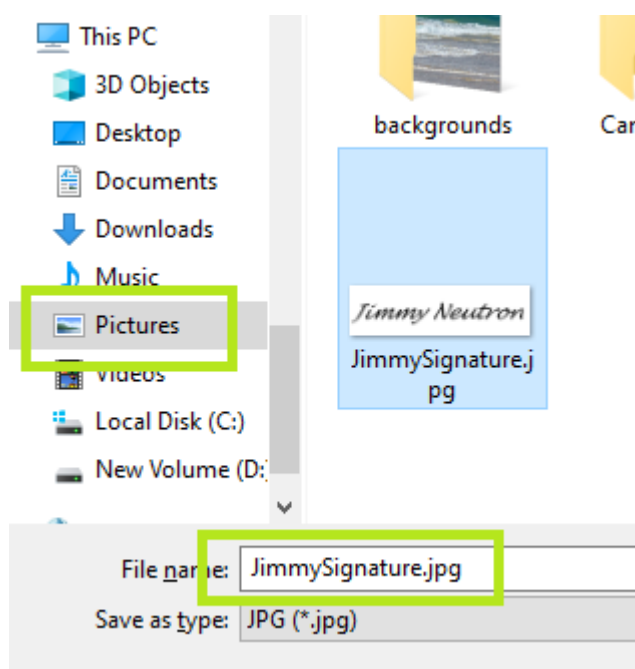 This PC
3D Objects
Desktop
Documents
Downloads
Music
Pictures
Videos
Local Disk (C:)
New Volume (D:
backgrounds
Jimmy Neutron
JimmySignature.j
pg
File name: JimmySignature.jpg
Save as type: JPG (*.jpg)